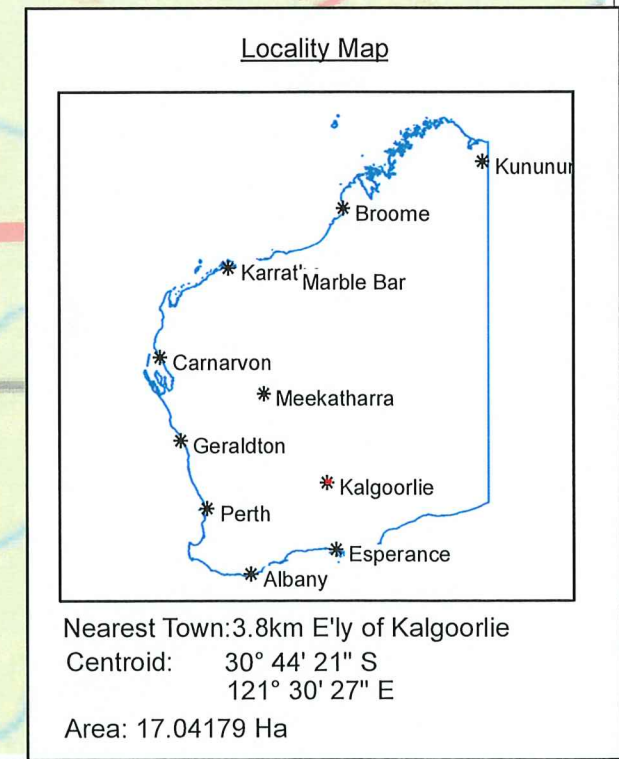 Locality Map
Kununur
Broome
Karrat'
Marble Bar
Carnarvon
Meekatharra
Geraldton
Kalgoorlie
Perth
Esperance
Albany
Nearest Town:3.8km E'ly of Kalgoorlie
Centroid: 30° 44' 21" S
121° 30' 27" E
Area: 17.04179 Ha